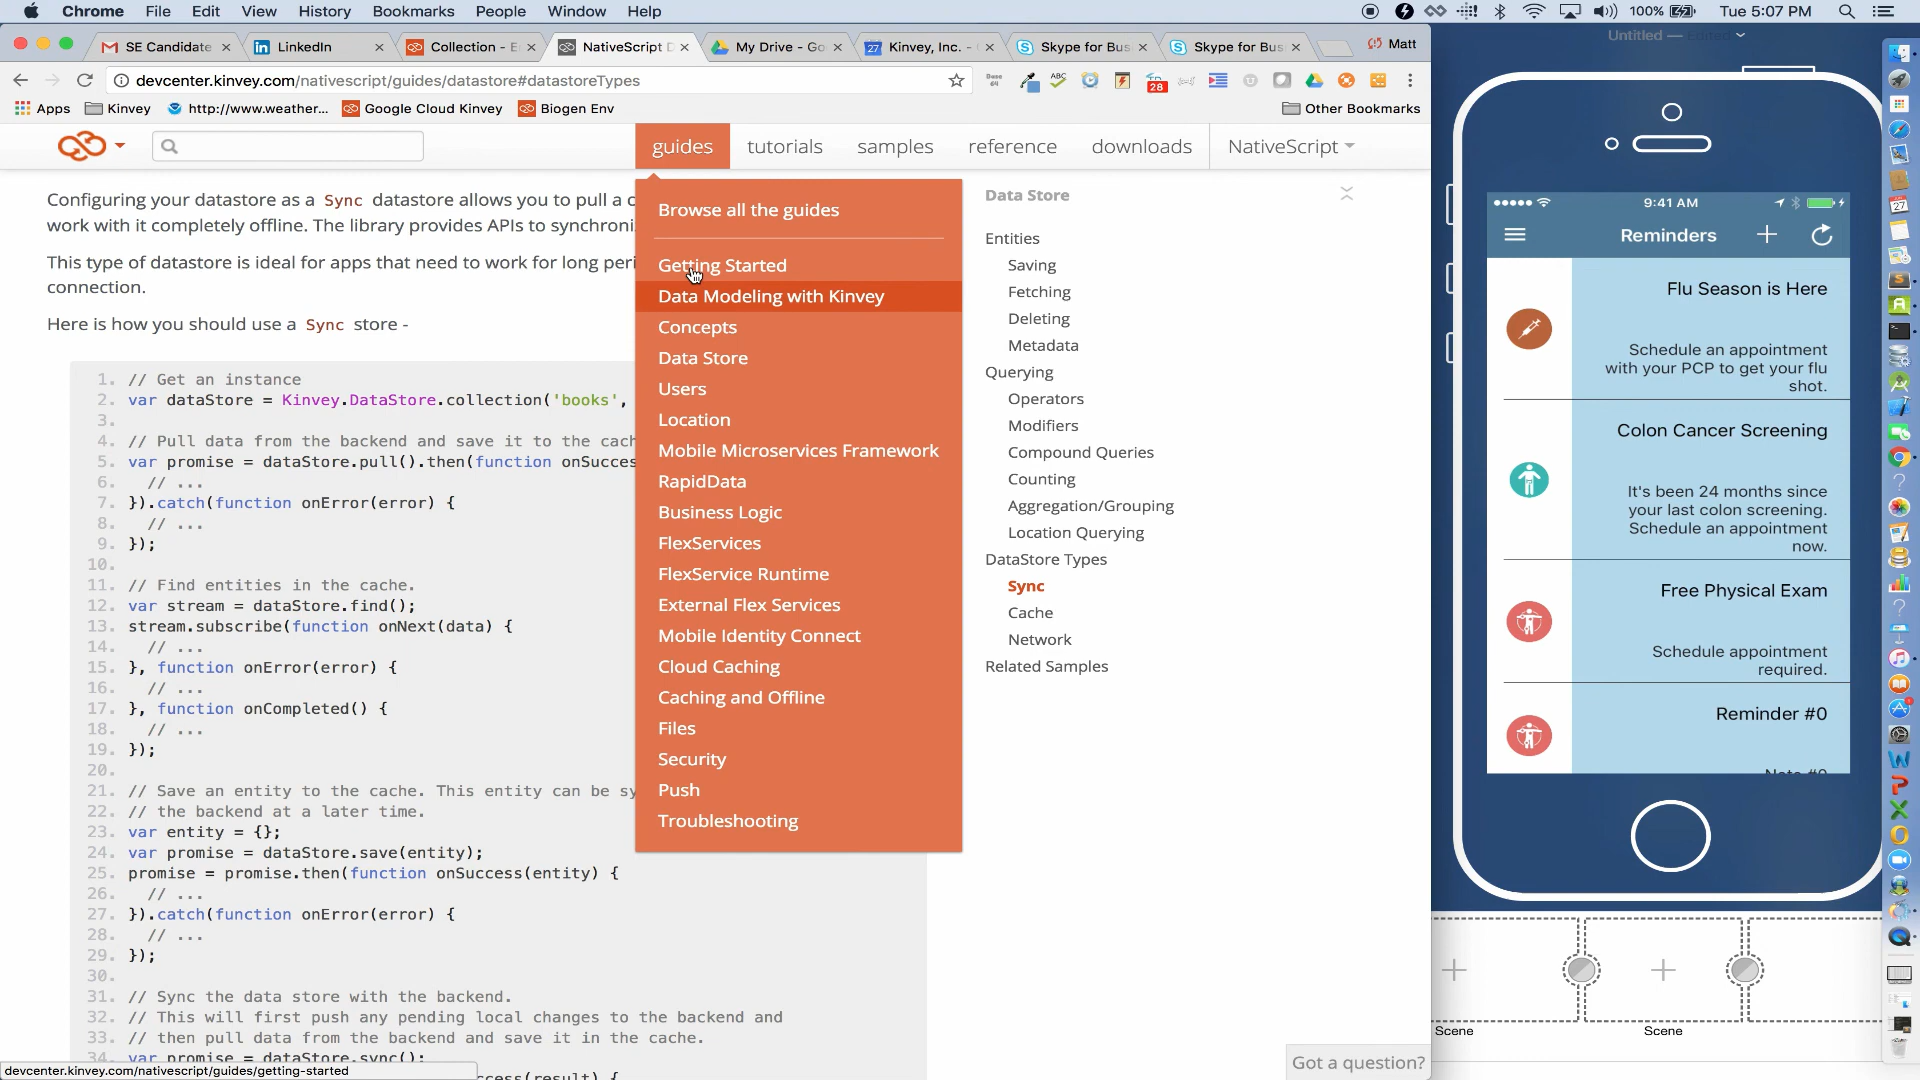 Chrome File Edit View History Bookmarks People Window Help 100% Tue 5:07 PM
SE Candidate LinkedIn Collection - E NativeScript D My Drive - Go 27 Kinvey, Inc. - Skype for Bus Skype for Bus Matt
devcenter.kinvey.com/nativescript/guides/datastore#datastoreTypes
Apps Kinvey http://www.weather... Google Cloud Kinvey Biogen Env Other Bookmarks
guides tutorials samples reference downloads NativeScript
Configuring your datastore as a Sync datastore allows you to pull a c
work with it completely offline. The library provides APIs to synchroni
This type of datastore is ideal for apps that need to work for long peri
connection.
Here is how you should use a Sync store -
1. // Get an instance
2. var dataStore = Kinvey.DataStore.collection('books',
3.
4. // Pull data from the backend and save it to the cach
5. var promise = dataStore.pull().then(function onSucces
6. // ...
7. }).catch(function onError(error) {
8. // ...
9. });
10.
11. // Find entities in the cache.
12. var stream = dataStore.find();
13. stream.subscribe(function onNext(data) {
14. // ...
15. }, function onError(error) {
16. // ...
17. }, function onCompleted() {
18. // ...
19. });
20.
21. // Save an entity to the cache. This entity can be sy
22. // the backend at a later time.
23. var entity = {};
24. var promise = dataStore.save(entity);
25. promise = promise.then(function onSuccess(entity) {
26. // ...
27. }).catch(function onError(error) {
28. // ...
29. });
30.
31. // Sync the data store with the backend.
32. // This will first push any pending local changes to the backend and
33. // then pull data from the backend and save it in the cache.
34. var promise = dataStore.sync();
cess(result) {
devcenter.kinvey.com/nativescript/guides/getting-started
Browse all the guides
Getting Started
Data Modeling with Kinvey
Concepts
Data Store
Users
Location
Mobile Microservices Framework
RapidData
Business Logic
FlexServices
FlexService Runtime
External Flex Services
Mobile Identity Connect
Cloud Caching
Caching and Offline
Files
Security
Push
Troubleshooting
Data Store
Entities
Saving
Fetching
Deleting
Metadata
Querying
Operators
Modifiers
Compound Queries
Counting
Aggregation/Grouping
Location Querying
DataStore Types
Sync
Cache
Network
Related Samples
Got a question?
Untitled — Edited
9:41 AM
Reminders
Flu Season is Here
Schedule an appointment
with your PCP to get your flu
shot.
Colon Cancer Screening
It's been 24 months since
your last colon screening.
Schedule an appointment
now.
Free Physical Exam
Schedule appointment
required.
Reminder #0
Note #0
Scene Scene